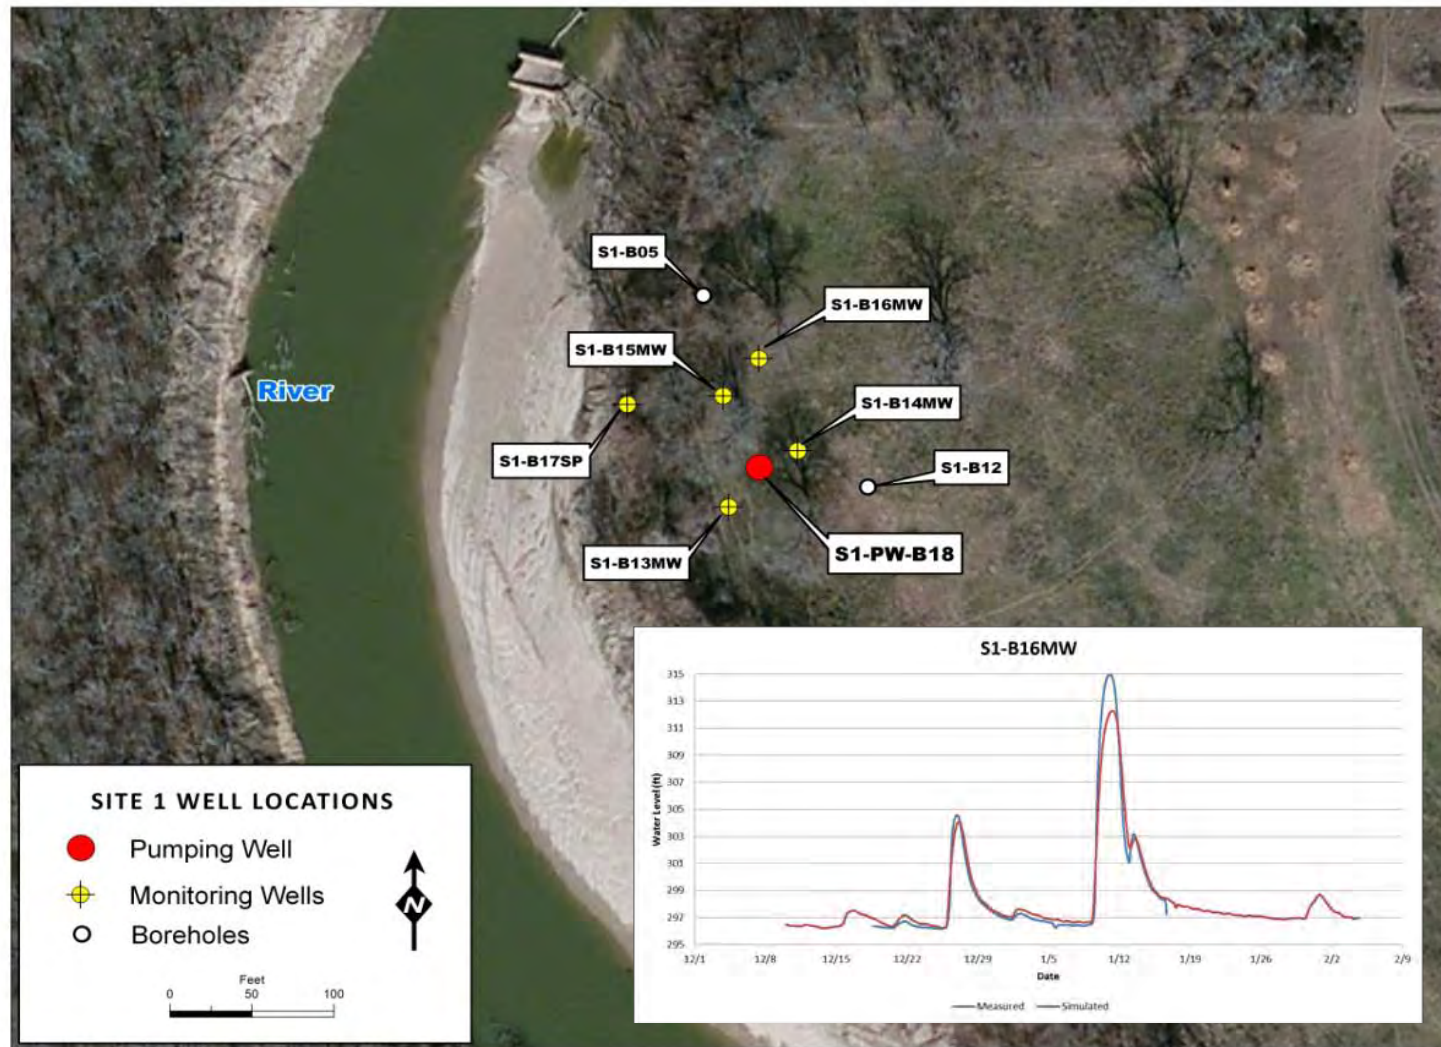 S1-B05
S1-B16MW
S1-B15MW
River
S1-B14MW
S1-B17SP
S1-B12
S1-B13MW
S1-PW-B18
SITE 1 WELL LOCATIONS
Pumping Well
Monitoring Wells
Boreholes
N
Feet
0 50 100
S1-B16MW
Water Level (ft)
315
313
311
309
307
305
303
301
299
297
295
12/1 12/8 12/15 12/22 12/29 1/5 1/12 1/19 1/26 2/2 2/9
Date
Measured Simulated